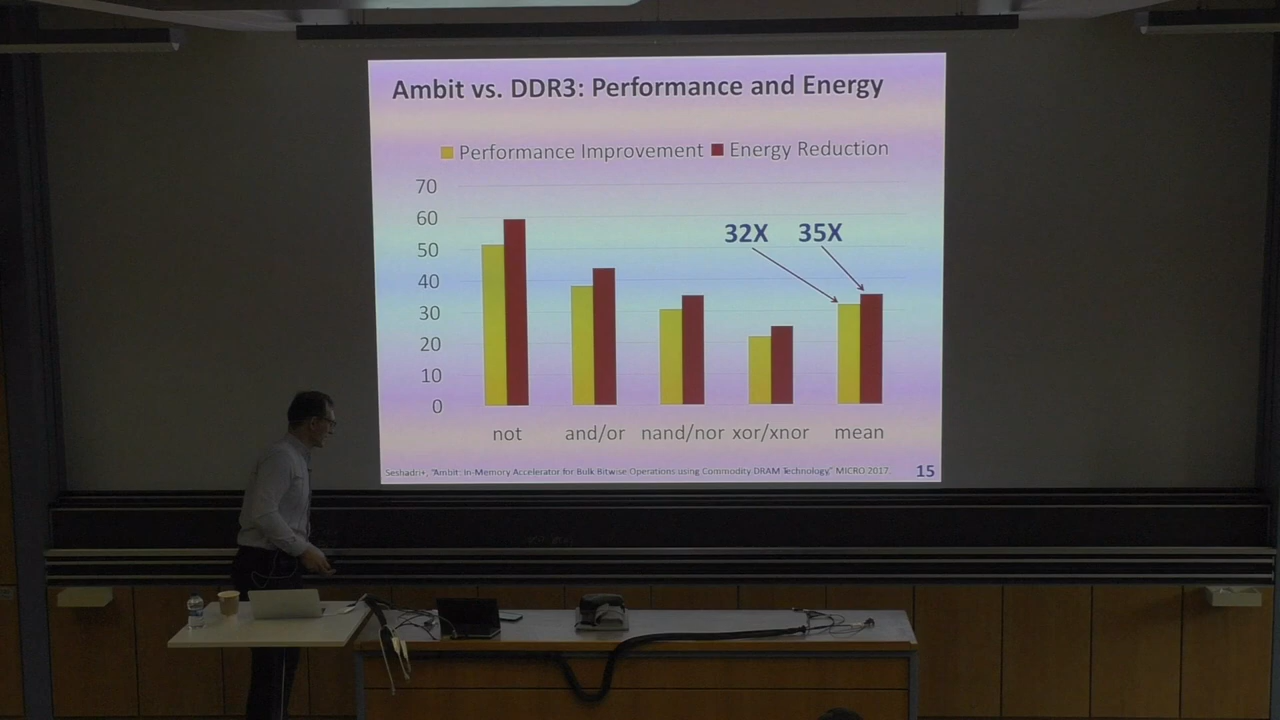 Ambit vs. DDR3: Performance and Energy
Performance Improvement Energy Reduction
70
60
50
40
30
20
10
0
32X 35X
not and/or nand/nor xor/xnor mean
Seshadri+, "Ambit: In-Memory Accelerator for Bulk Bitwise Operations using Commodity DRAM Technology," MICRO 2017.
15